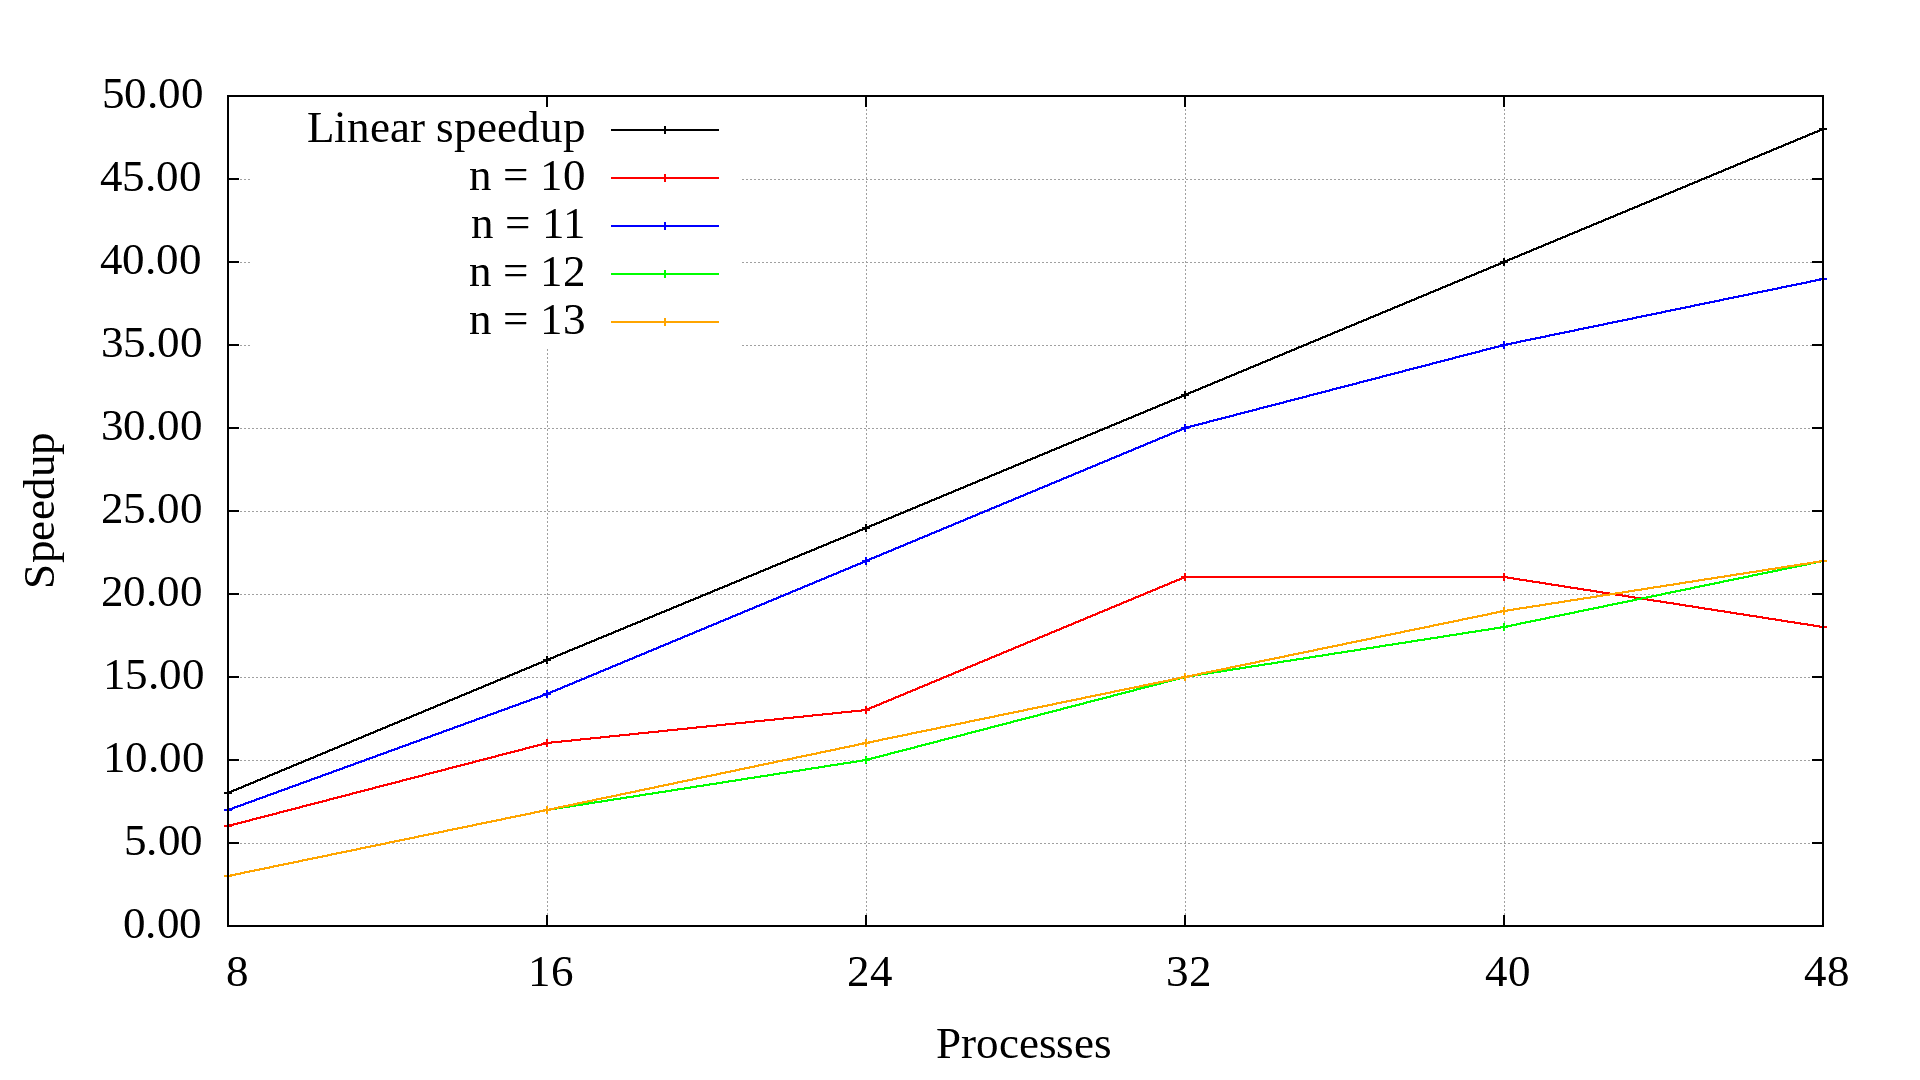 50.00
45.00
40.00
35.00
30.00
25.00
20.00
15.00
10.00
5.00
0.00
Speedup
Linear speedup
n = 10
n = 11
n = 12
n = 13
8 16 24 32 40 48
Processes